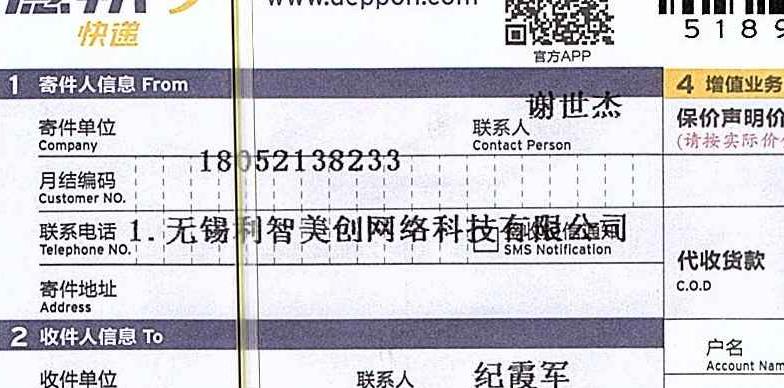 快递
www.deppon.com
官方APP
5189
1 寄件人信息 From
4 增值业务
谢世杰
寄件单位
Company
联系人
Contact Person
保价声明价
(请按实际价
18052138233
月结编码
Customer NO.
联系电话
Telephone NO.
1. 无锡利智美创网络科技有限公司
SMS Notification
代收货款
C.O.D
寄件地址
Address
2 收件人信息 To
户名
Account Nam
收件单位
联系人
纪霞军